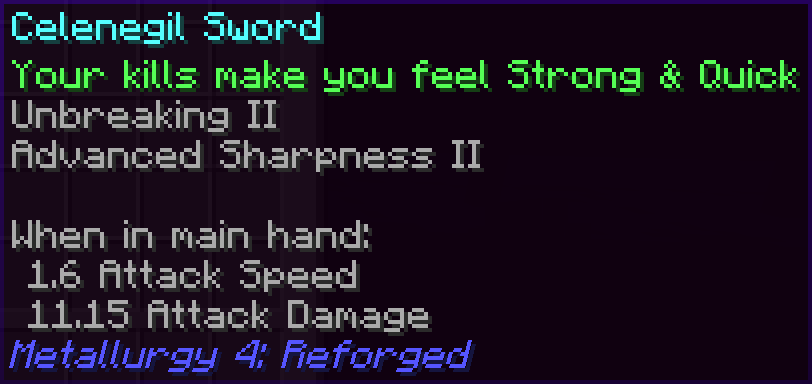 Celenegil Sword
Your kills make you feel Strong & Quick
Unbreaking II
Advanced Sharpness II
When in main hand:
1.6 Attack Speed
11.15 Attack Damage
Metallurgy 4: Reforged